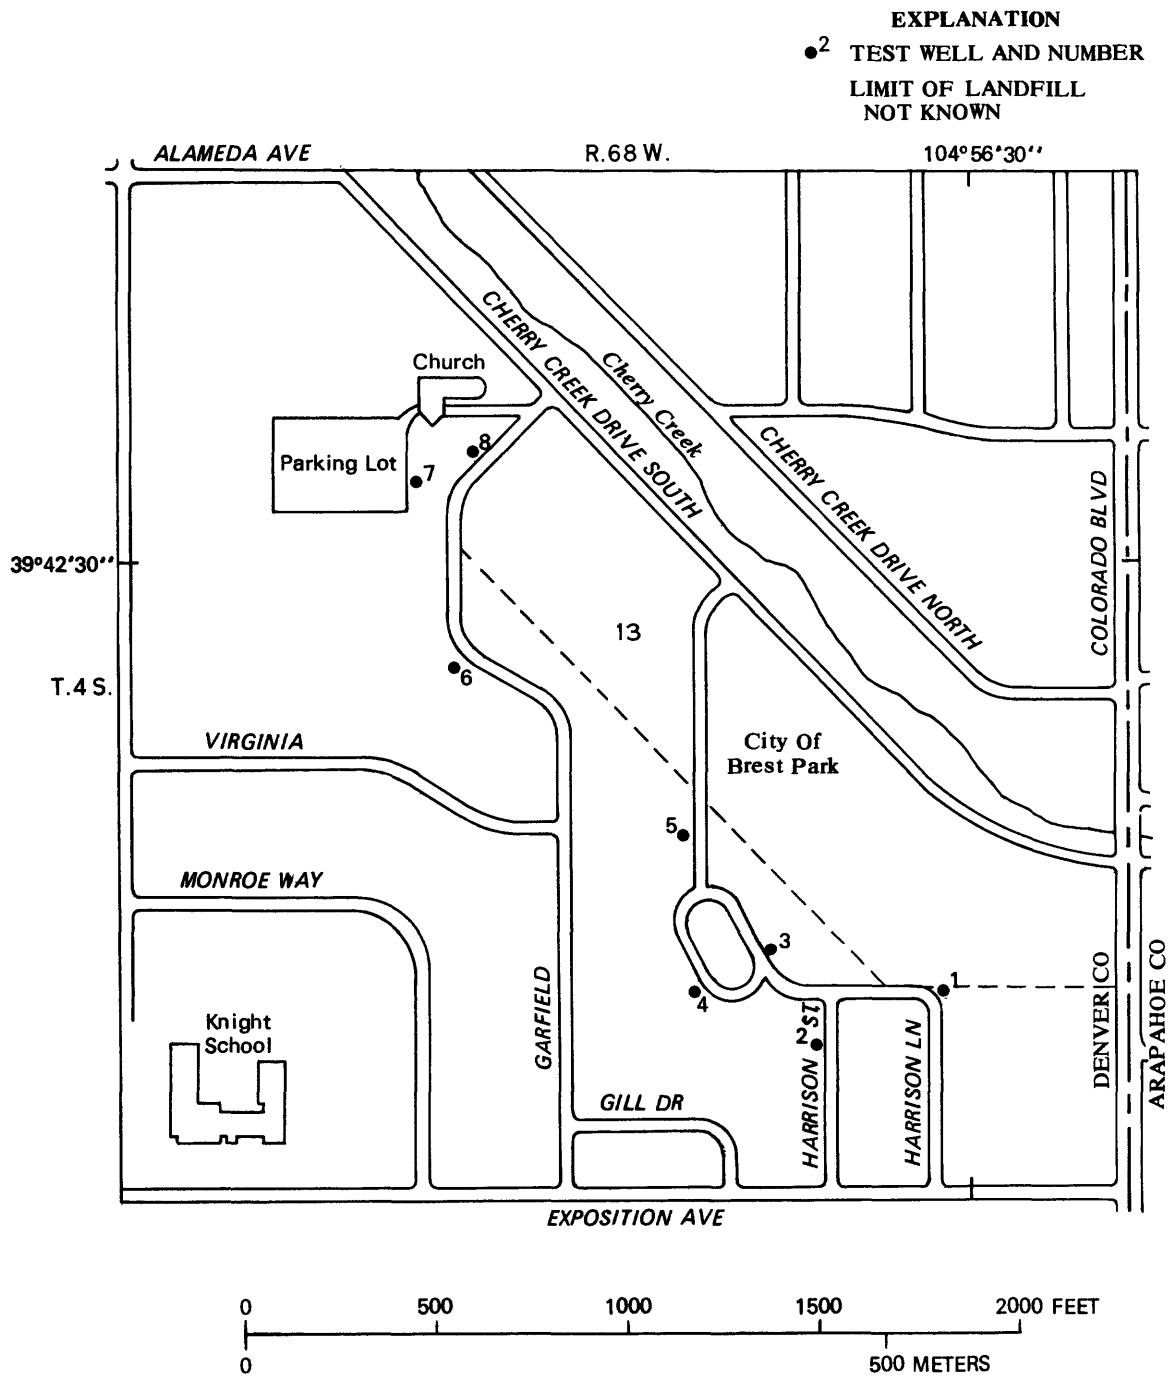 EXPLANATION
2 TEST WELL AND NUMBER
LIMIT OF LANDFILL
NOT KNOWN
ALAMEDA AVE
R.68 W.
104°56'30''
CHERRY CREEK DRIVE SOUTH
Cherry Creek
Church
CHERRY CREEK DRIVE NORTH
8
Parking Lot
7
COLORADO BLVD
39°42'30''
13
6
T.4 S.
VIRGINIA
City Of
Brest Park
5
MONROE WAY
3
1
4
GARFIELD
DENVER CO
ARAPAHOE CO
Knight
School
2
HARRISON ST
HARRISON LN
GILL DR
EXPOSITION AVE
0 500 1000 1500 2000 FEET
0 500 METERS